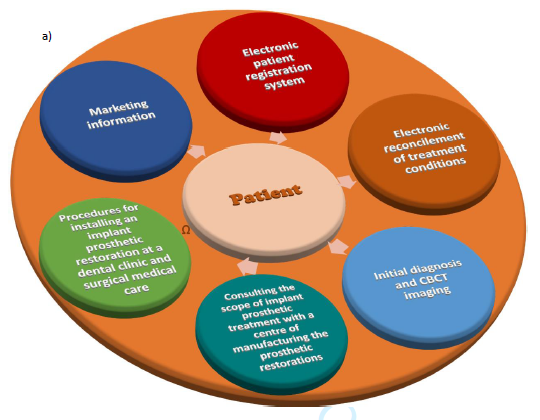 a)
Electronic
patient
registration
system
Marketing
information
Electronic
reconcilement
of treatment
conditions
Patient
Procedures for
installing an
implant
prosthetic
restoration at a
dental clinic and
surgical medical
care
Ω
Initial diagnosis
and CBCT
imaging
Consulting the
scope of implant
prosthetic
treatment with a
centre of
manufacturing the
prosthetic
restorations